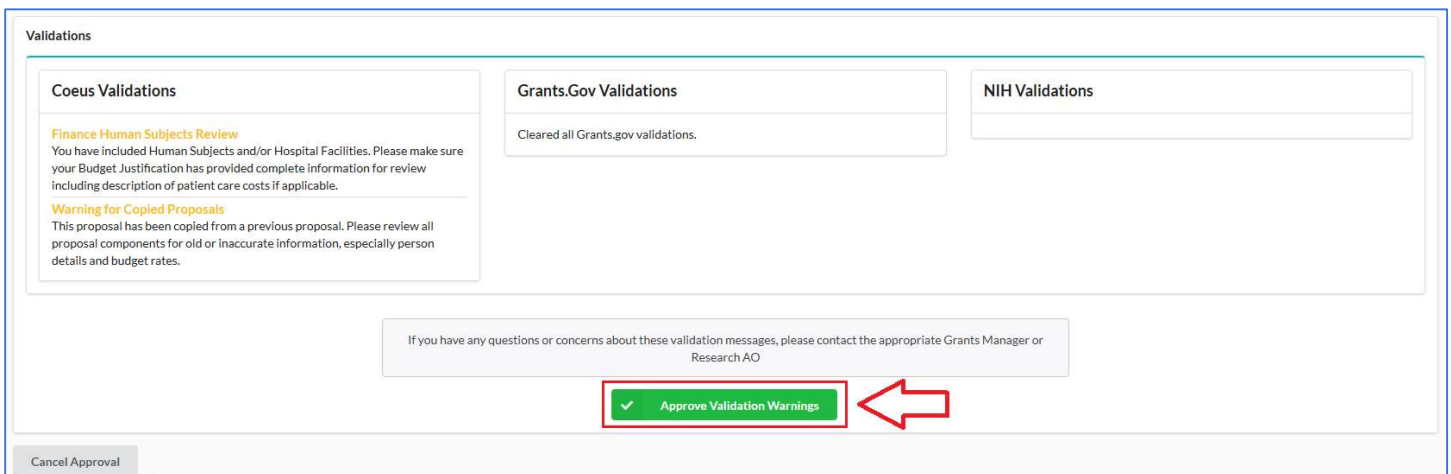 Validations
Coeus Validations
Finance Human Subjects Review
You have included Human Subjects and/or Hospital Facilities. Please make sure
your Budget Justification has provided complete information for review
including description of patient care costs if applicable.
Warning for Copied Proposals
This proposal has been copied from a previous proposal. Please review all
proposal components for old or inaccurate information, especially person
details and budget rates.
Grants.Gov Validations
Cleared all Grants.gov validations.
NIH Validations
If you have any questions or concerns about these validation messages, please contact the appropriate Grants Manager or
Research AO
Approve Validation Warnings
Cancel Approval